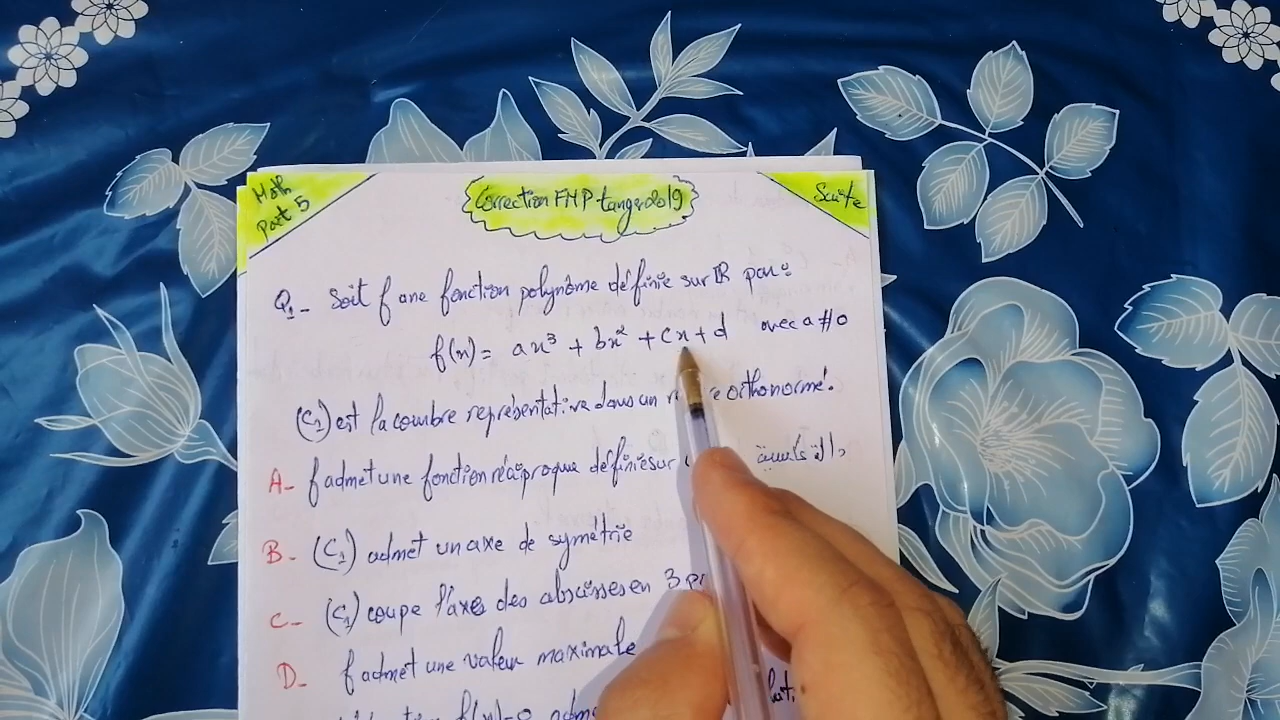 Math
Part 5
Correction FMP tanger 2019
Suite
Q1- Soit f une fonction polynôme définie sur ℝ par:
f(x) = ax³ + bx² + cx + d avec a ≠ 0
(C₁) est la courbe représentative dans un orthonormé.
A- f admet une fonction réciproque définie sur
B- (C₁) admet un axe de symétrie
C- (C₁) coupe l'axes des abscisses en 3
D- f admet une valeur maximale
f(x)=0